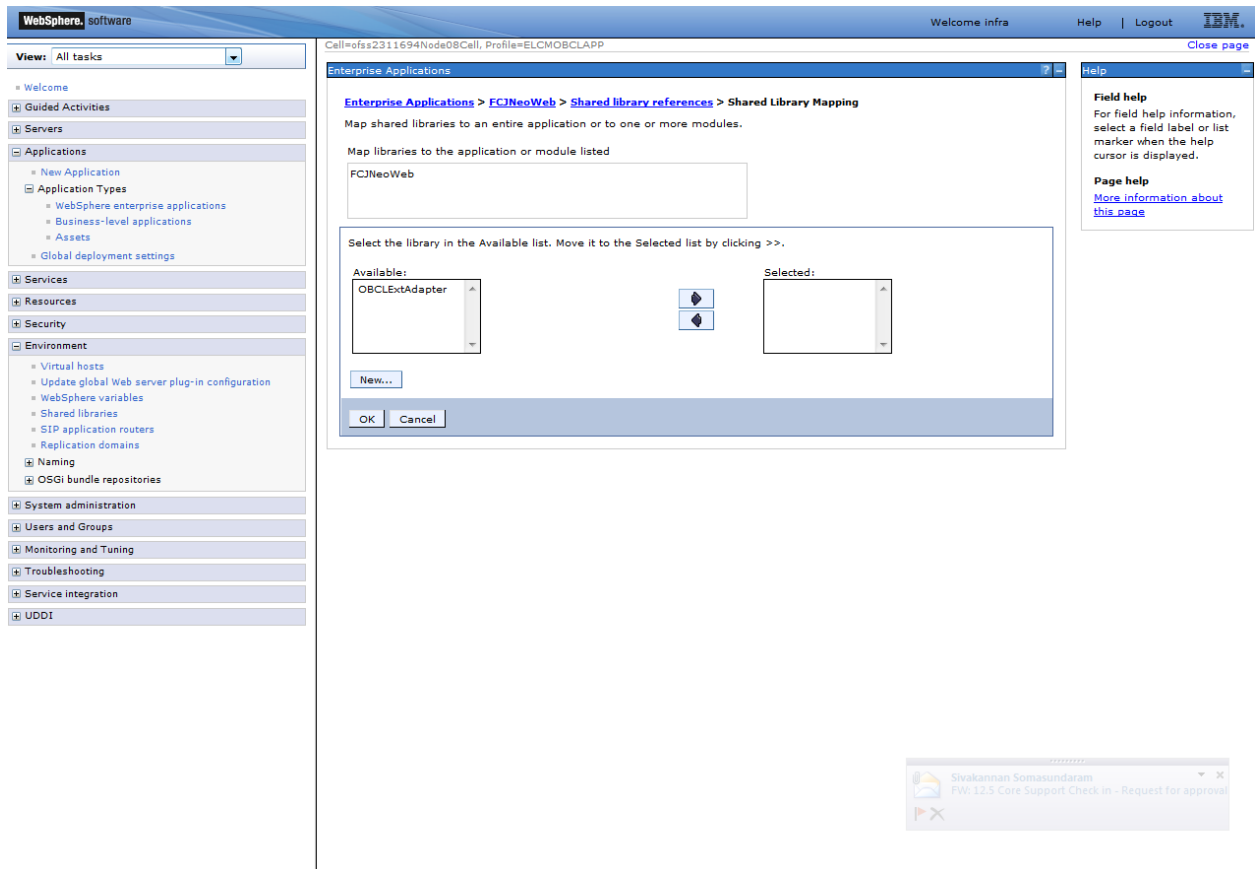 WebSphere. software
Welcome infra
Help | Logout
IBM.
View: All tasks
Cell=ofss2311694Node08Cell, Profile=ELCMOBCLAPP
Close page
Welcome
Guided Activities
Servers
Applications
New Application
Application Types
WebSphere enterprise applications
Business-level applications
Assets
Global deployment settings
Services
Resources
Security
Environment
Virtual hosts
Update global Web server plug-in configuration
WebSphere variables
Shared libraries
SIP application routers
Replication domains
Naming
OSGi bundle repositories
System administration
Users and Groups
Monitoring and Tuning
Troubleshooting
Service integration
UDDI
Enterprise Applications
Enterprise Applications > FCJNeoWeb > Shared library references > Shared Library Mapping
Map shared libraries to an entire application or to one or more modules.
Map libraries to the application or module listed
FCJNeoWeb
Select the library in the Available list. Move it to the Selected list by clicking >>.
Available:
OBCLExtAdapter
Selected:
New...
OK Cancel
Help
Field help
For field help information,
select a field label or list
marker when the help
cursor is displayed.
Page help
More information about
this page
Sivakannan Somasundaram
FW: 12.5 Core Support Check in - Request for approval